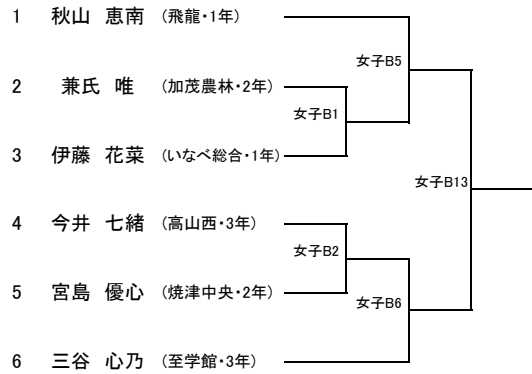 1 秋山 恵南 (飛龍・1年)
女子B5
2 兼氏 唯 (加茂農林・2年)
女子B1
3 伊藤 花菜 (いなべ総合・1年)
女子B13
4 今井 七緒 (高山西・3年)
女子B2
5 宮島 優心 (焼津中央・2年)
女子B6
6 三谷 心乃 (至学館・3年)